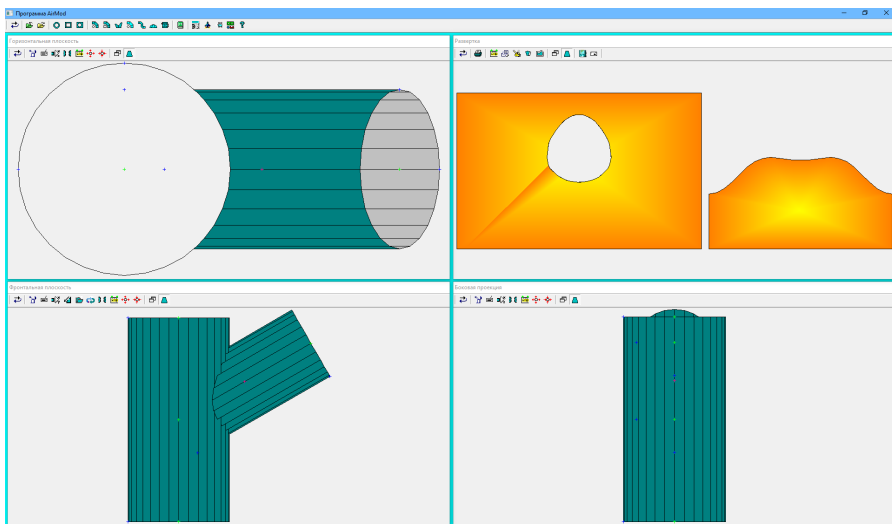 Программа AirMod
Горизонтальная плоскость
Развертка
Фронтальная плоскость
Боковая проекция